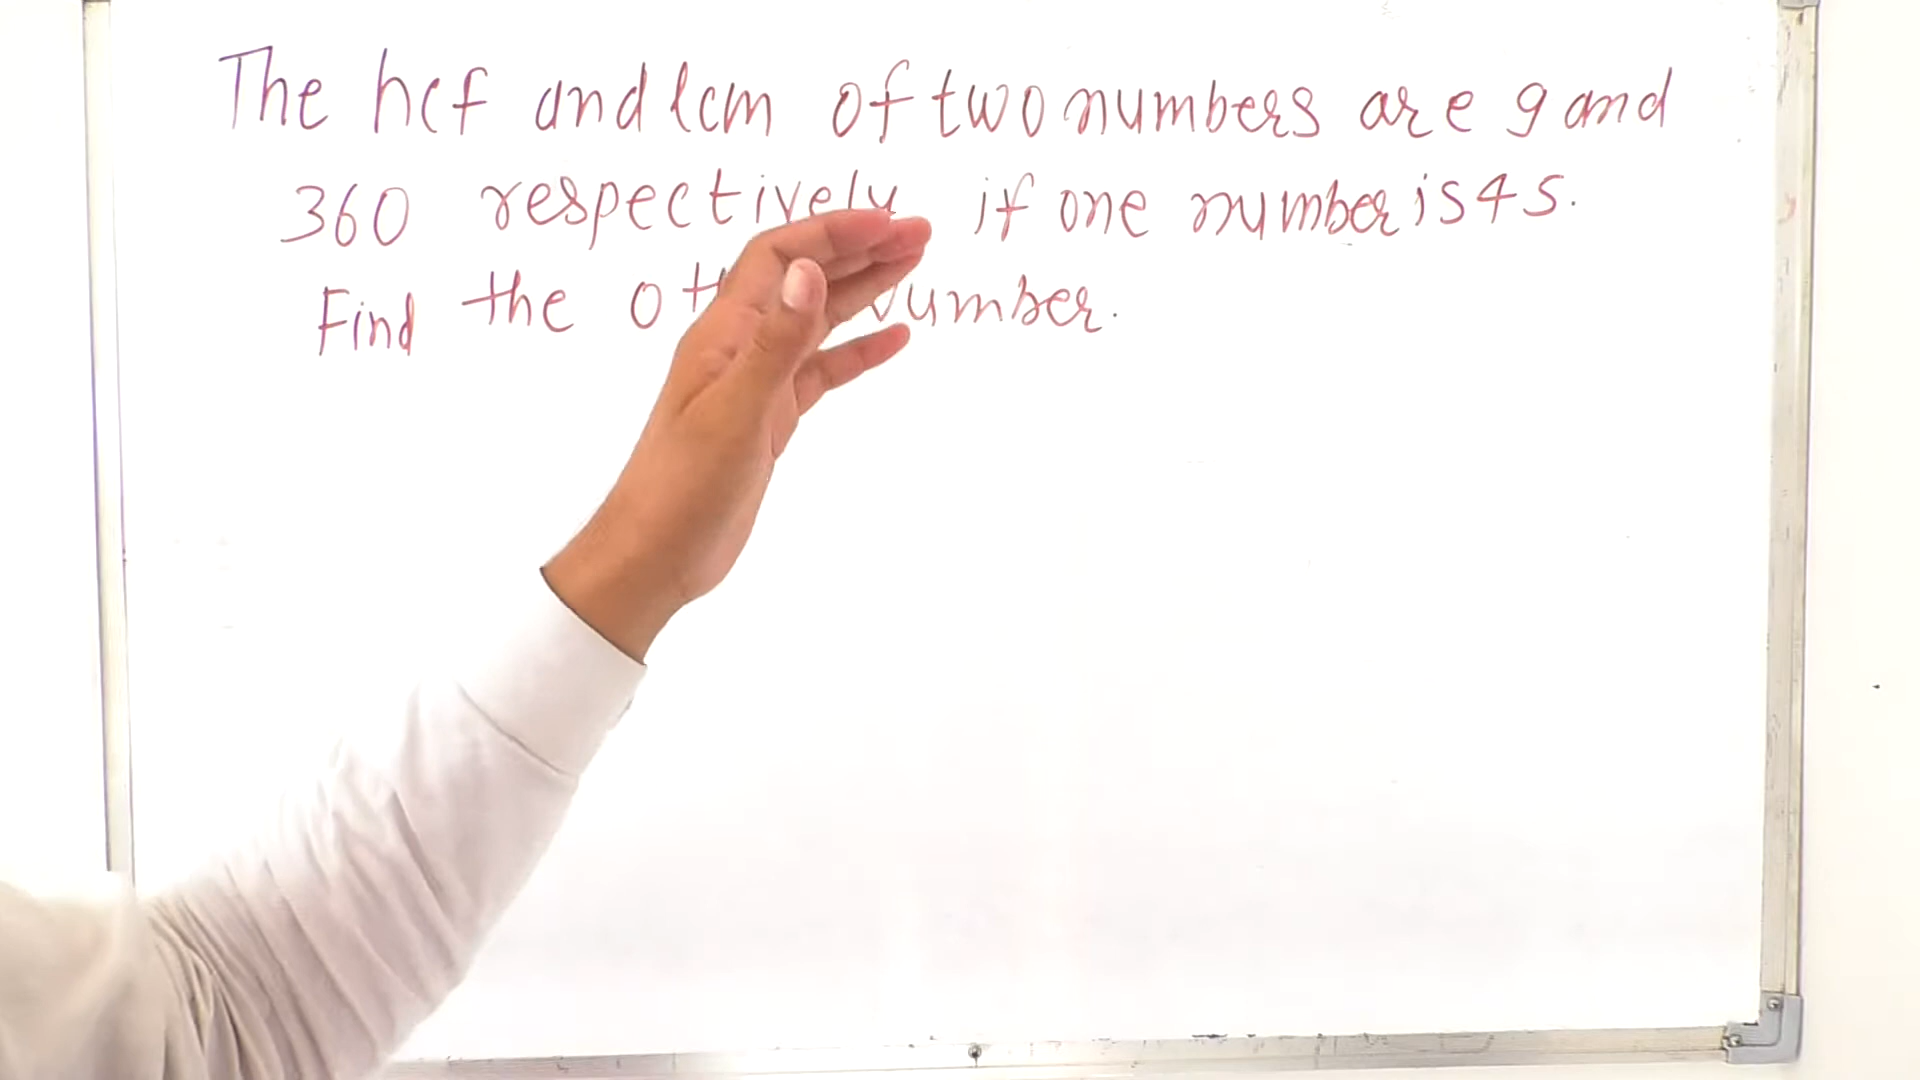 The hcf and lcm of two numbers are 9 and
360 respectively if one number is 45.
Find the number.